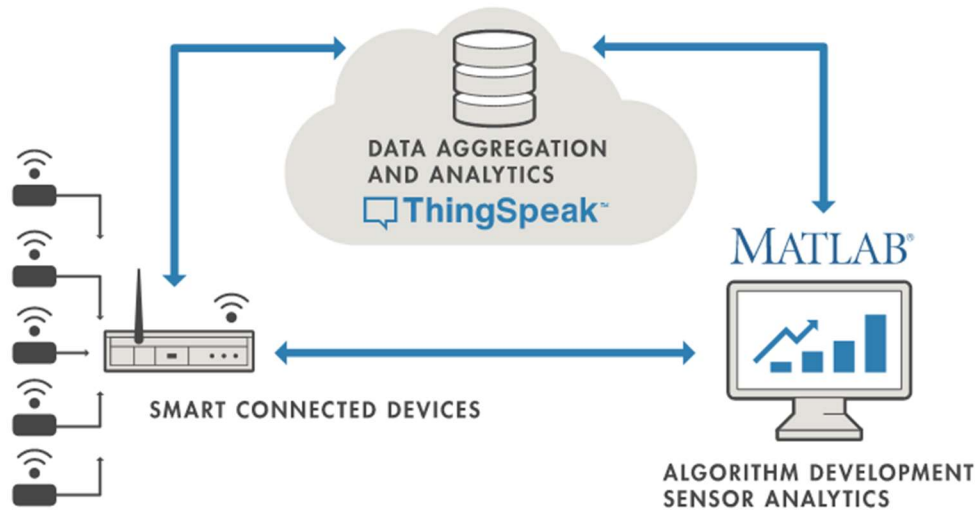 DATA AGGREGATION
AND ANALYTICS
ThingSpeak™
MATLAB®
SMART CONNECTED DEVICES
ALGORITHM DEVELOPMENT
SENSOR ANALYTICS